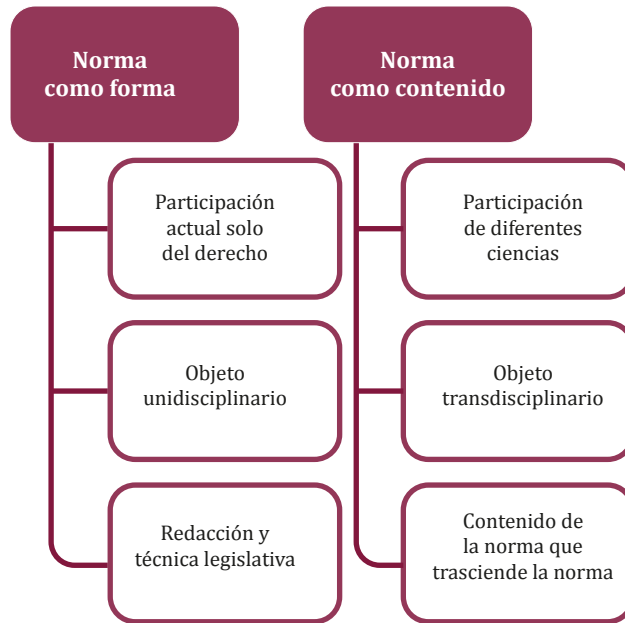 Norma
como forma
Participación
actual solo
del derecho
Objeto
unidisciplinario
Redacción y
técnica legislativa
Norma
como contenido
Participación
de diferentes
ciencias
Objeto
transdisciplinario
Contenido de
la norma que
trasciende la norma